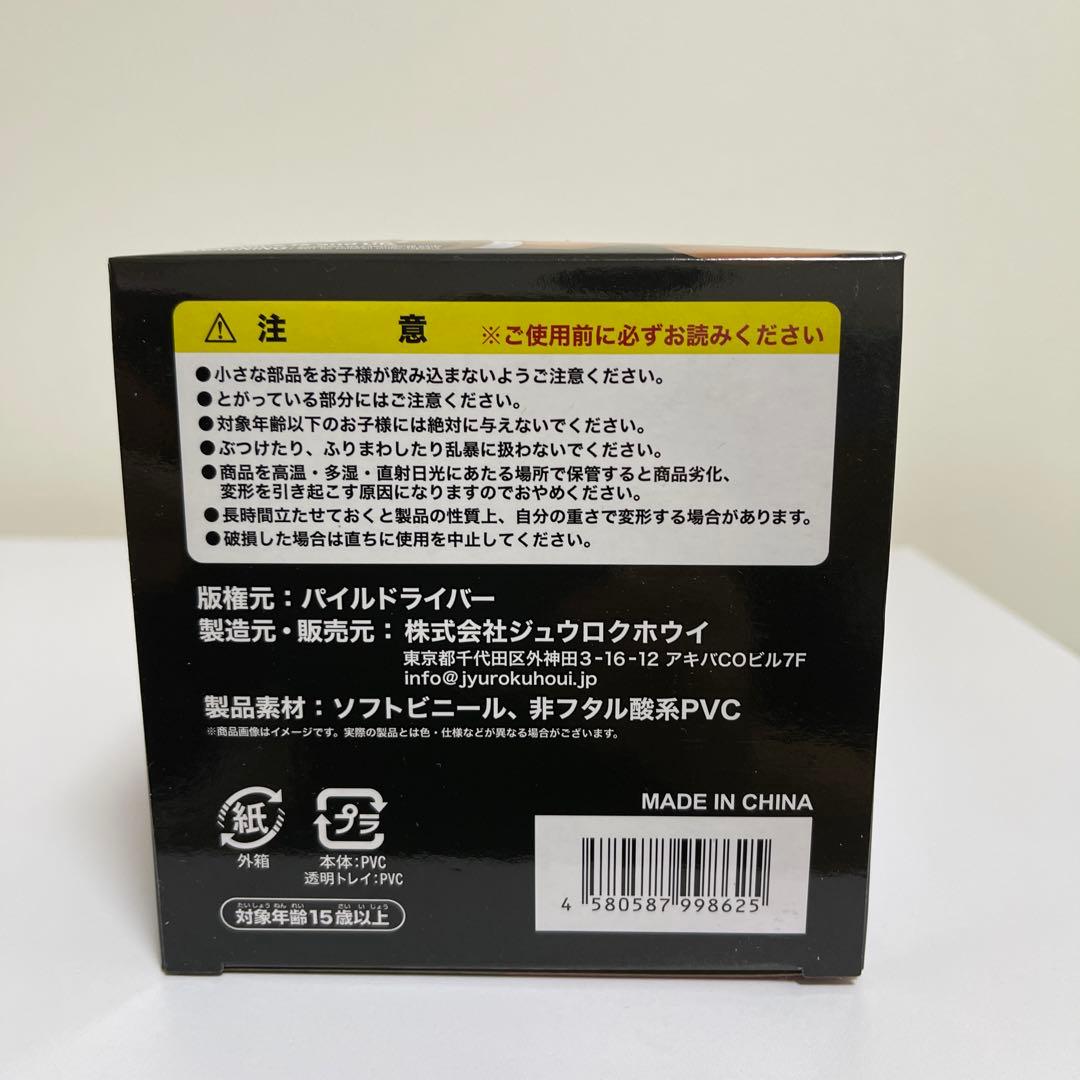 注　意 ※ご使用前に必ずお読みください
●小さな部品をお子様が飲み込まないようご注意ください。
●とがっている部分にはご注意ください。
●対象年齢以下のお子様には絶対に与えないでください。
●ぶつけたり、ふりまわしたり乱暴に扱わないでください。
●商品を高温・多湿・直射日光にあたる場所で保管すると商品劣化、
変形を引き起こす原因になりますのでおやめください。
●長時間立たせておくと製品の性質上、自分の重さで変形する場合があります。
●破損した場合は直ちに使用を中止してください。
版権元：パイルドライバー
製造元・販売元：株式会社ジュウロクホウイ
東京都千代田区外神田3-16-12 アキバCOビル7F
info@jyurokuhoui.jp
製品素材：ソフトビニール、非フタル酸系PVC
※商品画像はイメージです。実際の製品とは色・仕様などが異なる場合がございます。
紙
外箱
プラ
本体:PVC
透明トレイ:PVC
たいしょうねんれい さいいじょう
対象年齢15歳以上
MADE IN CHINA
4 580587 998625